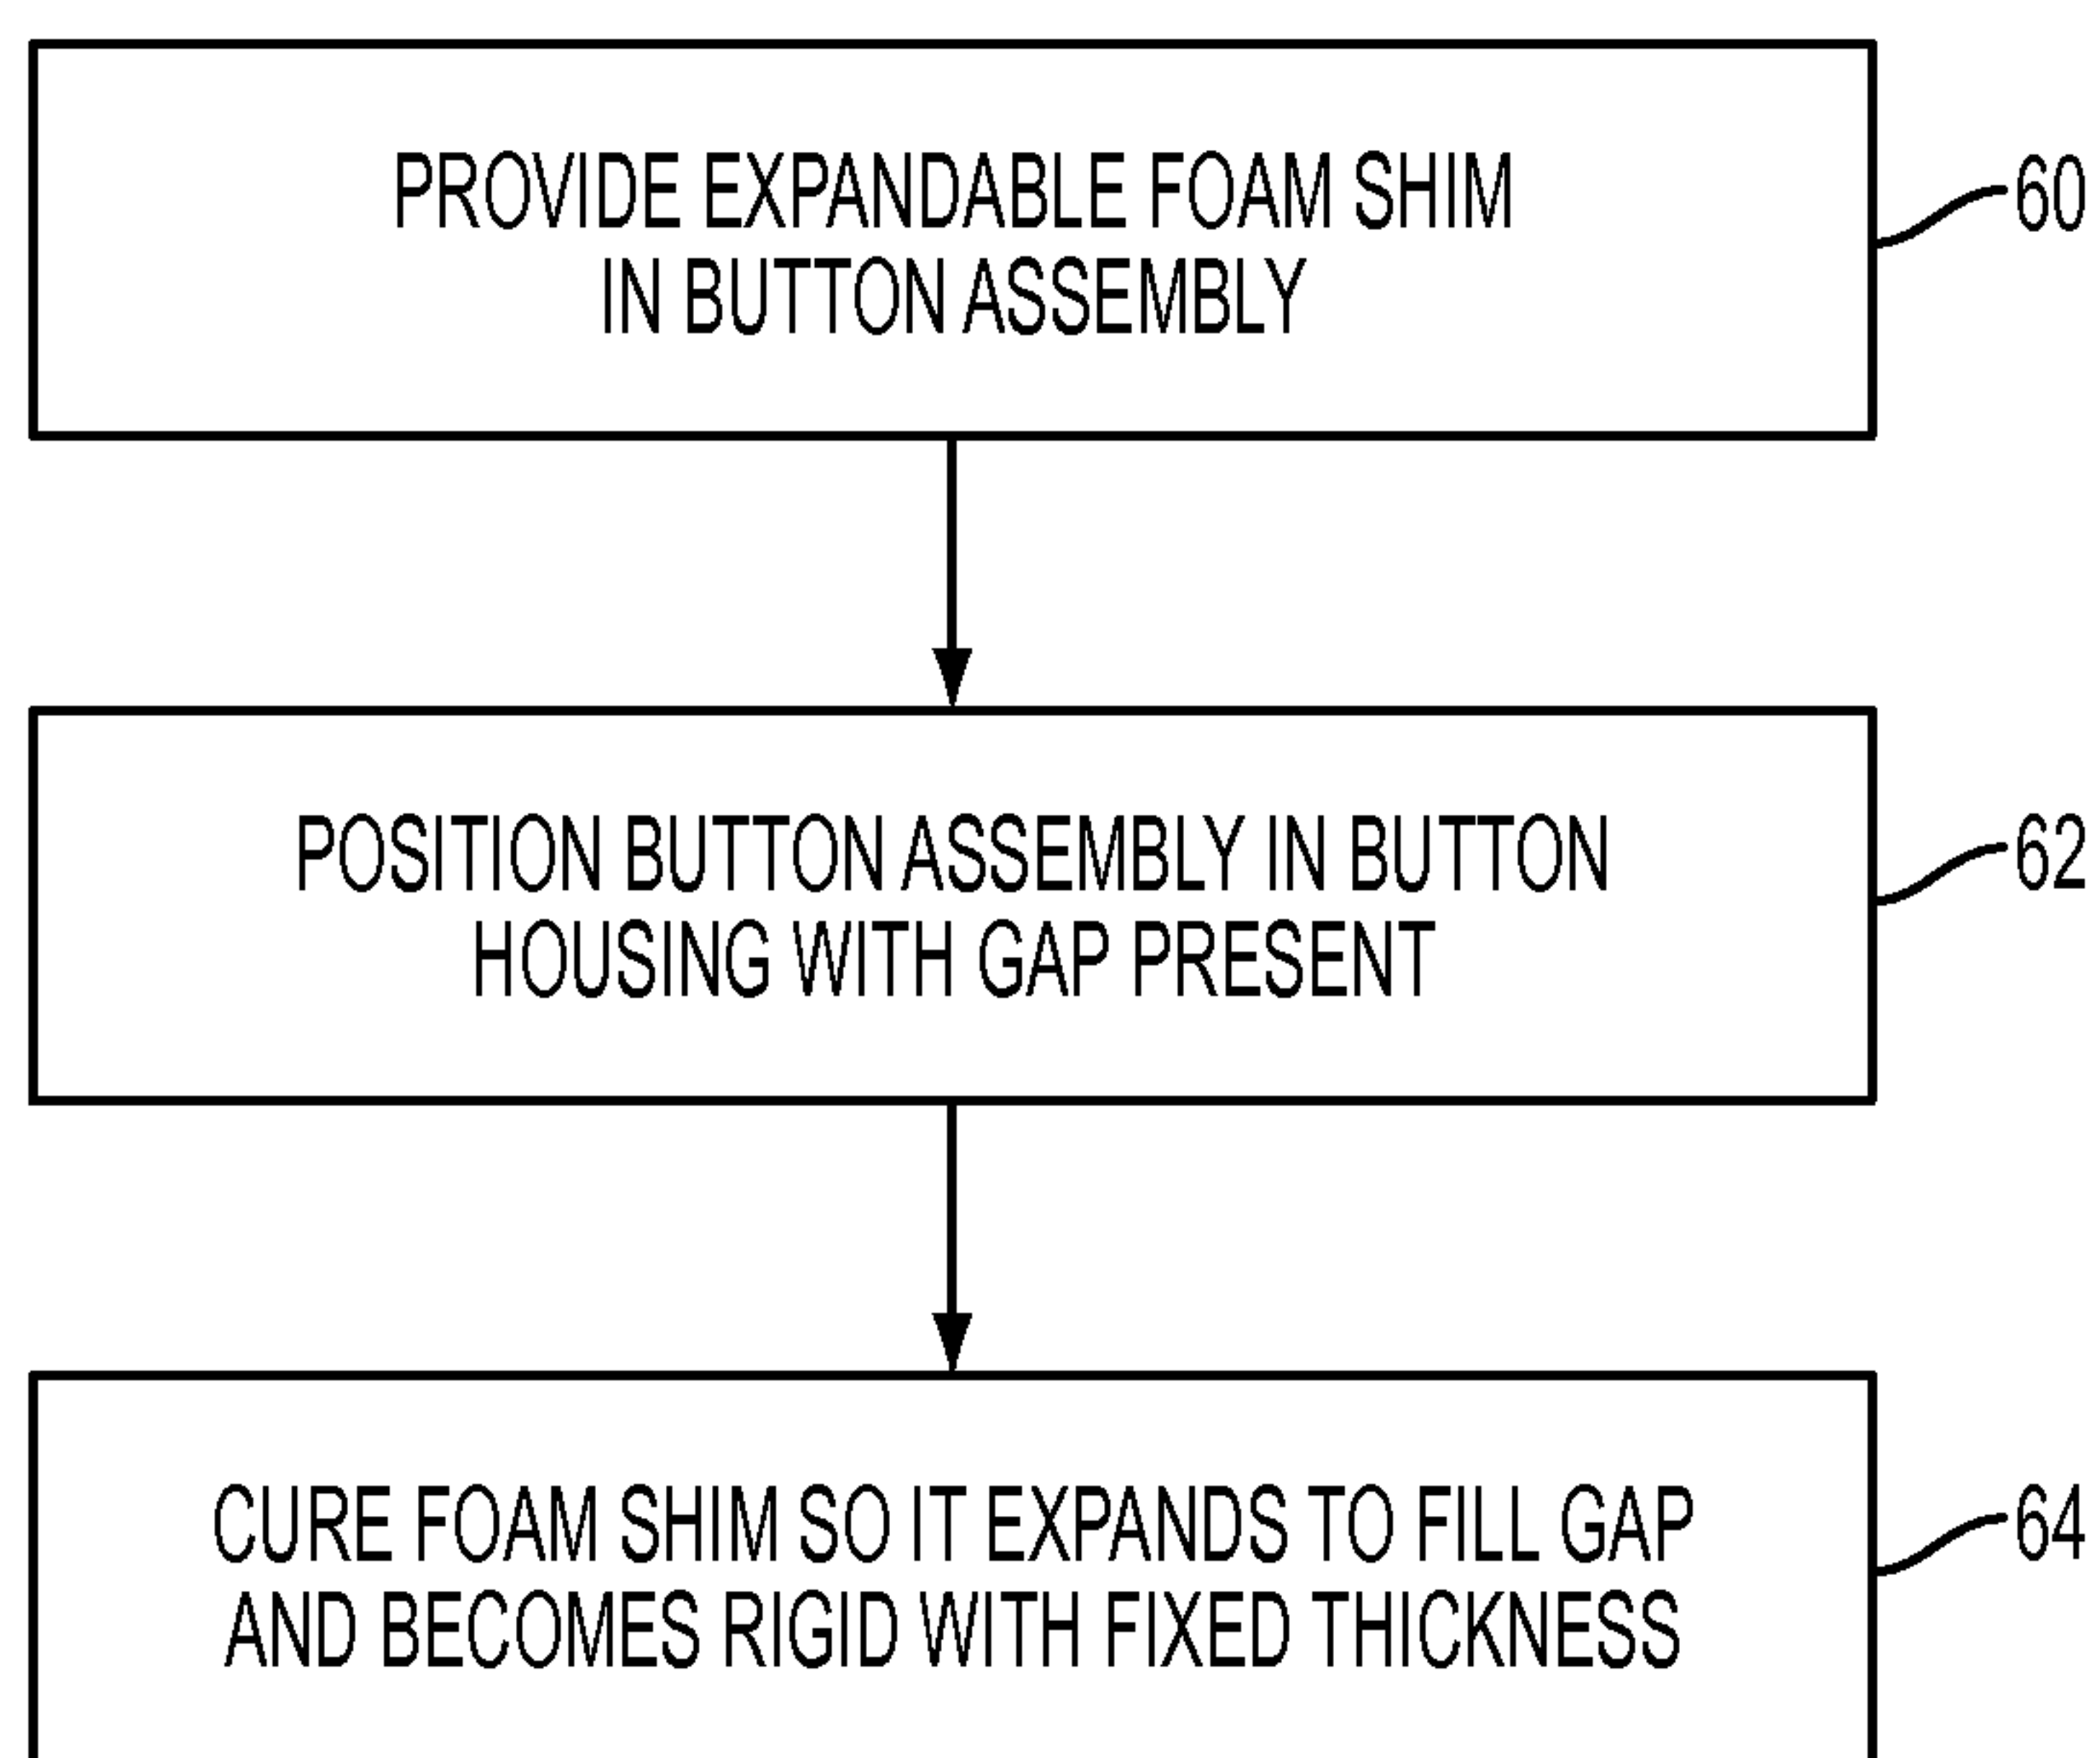 PROVIDE EXPANDABLE FOAM SHIM
IN BUTTON ASSEMBLY
60
POSITION BUTTON ASSEMBLY IN BUTTON
HOUSING WITH GAP PRESENT
62
CURE FOAM SHIM SO IT EXPANDS TO FILL GAP
AND BECOMES RIGID WITH FIXED THICKNESS
64